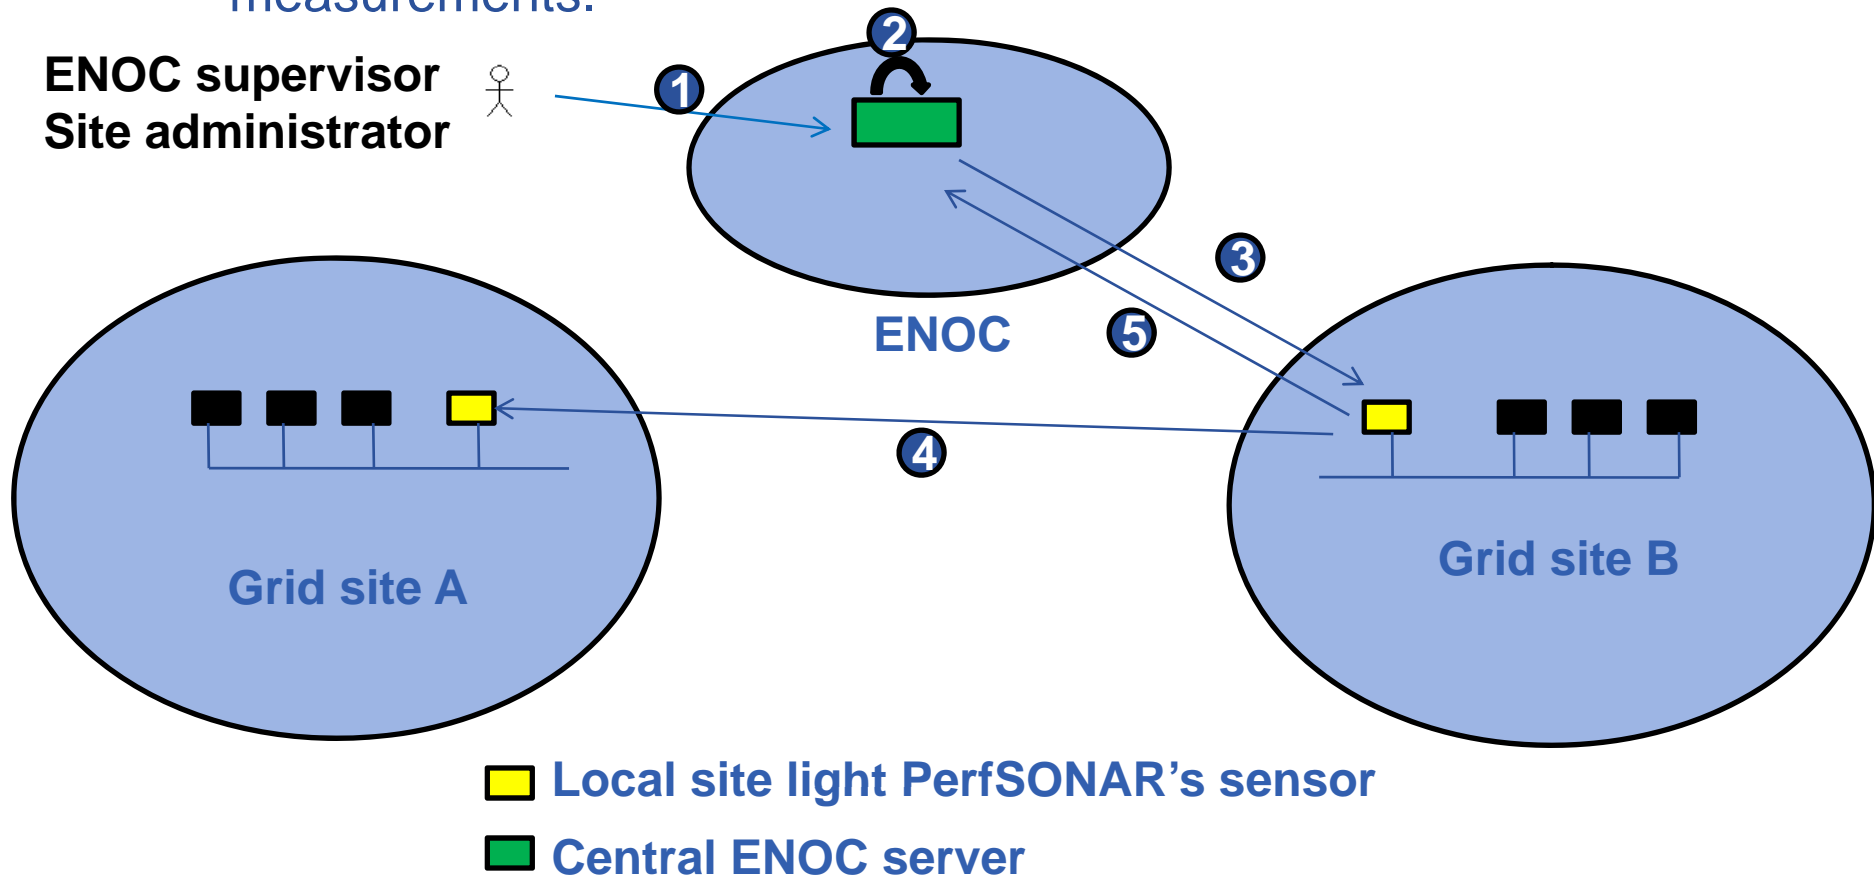 measurements.
2
ENOC supervisor
1
Site administrator
3
ENOC
5
4
Grid site A
Grid site B
Local site light PerfSONAR’s sensor
Central ENOC server